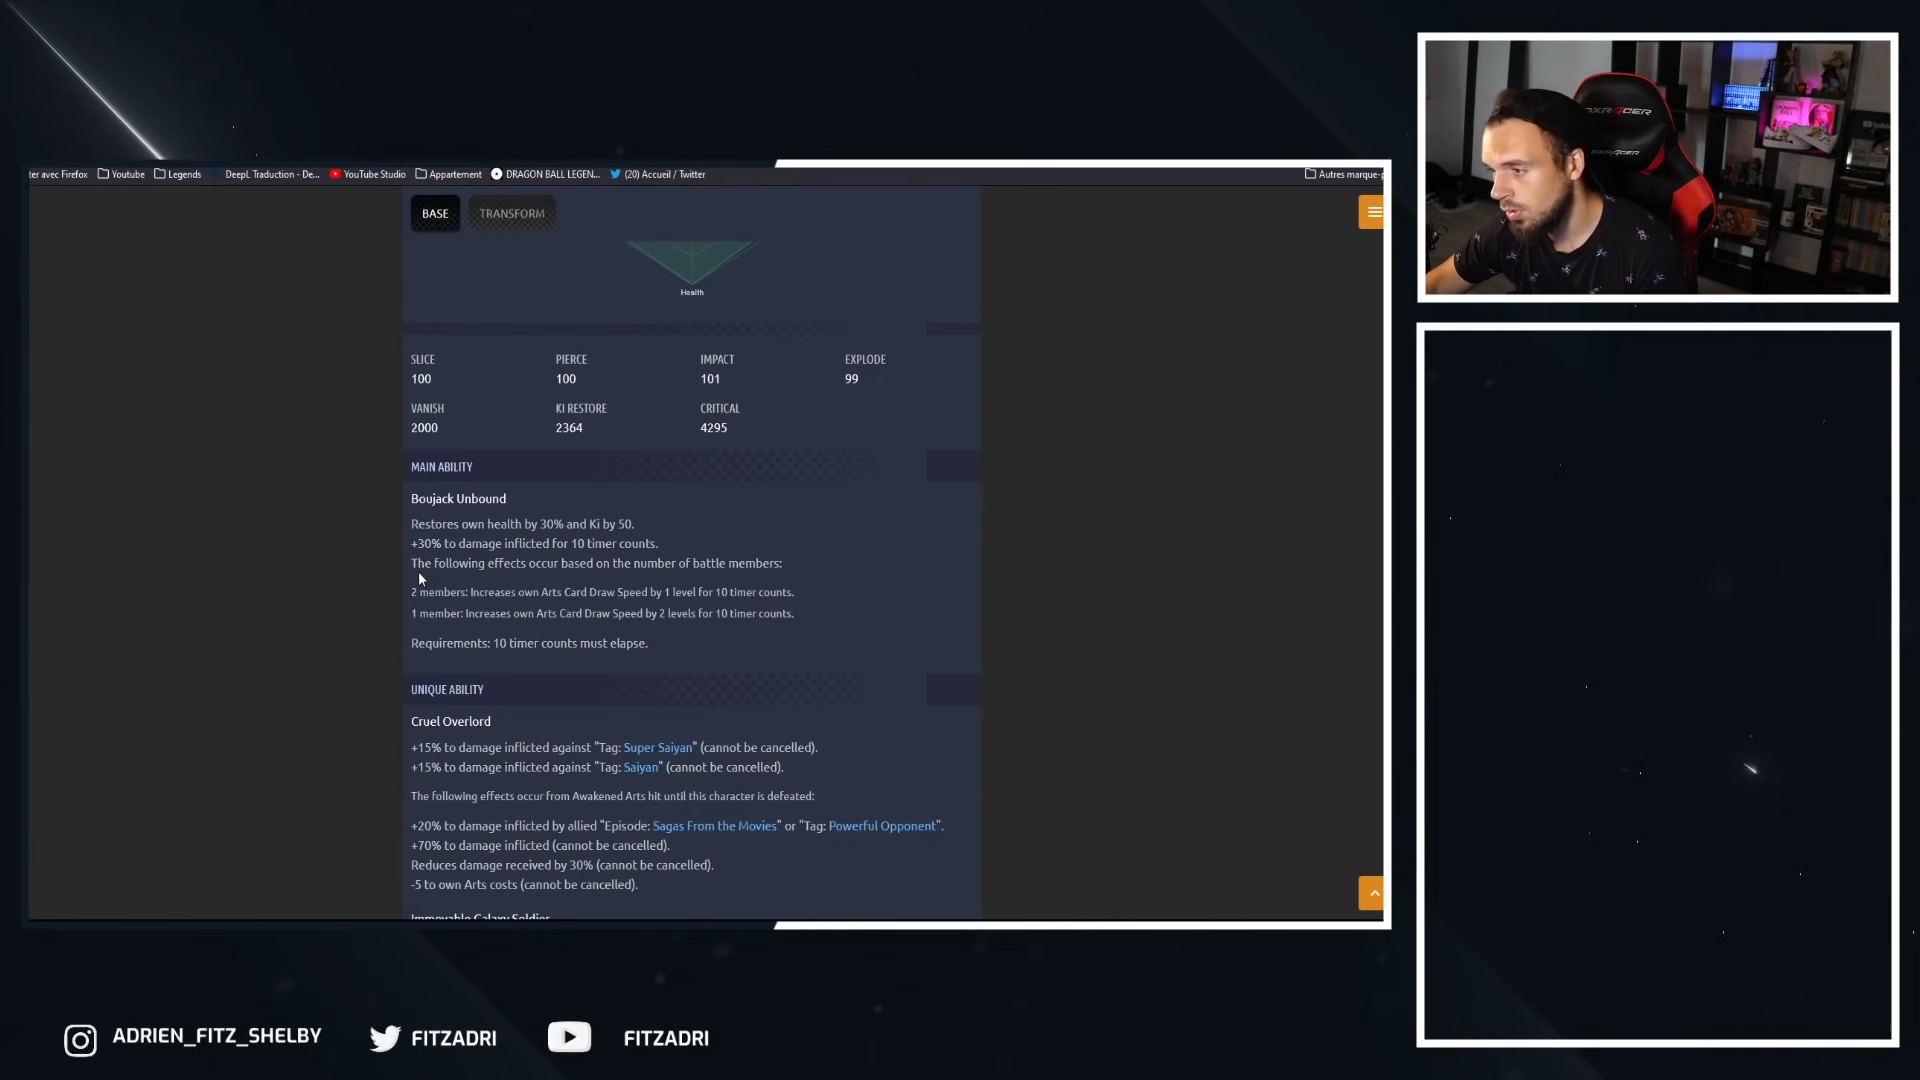 ter avec Firefox Youtube Legends DeepL Traduction - De... YouTube Studio Appartement DRAGON BALL LEGEN... (20) Accueil / Twitter Autres marque-p
BASE TRANSFORM
Health
SLICE PIERCE IMPACT EXPLODE
100 100 101 99
VANISH KI RESTORE CRITICAL
2000 2364 4295
MAIN ABILITY
Boujack Unbound
Restores own health by 30% and Ki by 50.
+30% to damage inflicted for 10 timer counts.
The following effects occur based on the number of battle members:
2 members: Increases own Arts Card Draw Speed by 1 level for 10 timer counts.
1 member: Increases own Arts Card Draw Speed by 2 levels for 10 timer counts.
Requirements: 10 timer counts must elapse.
UNIQUE ABILITY
Cruel Overlord
+15% to damage inflicted against "Tag: Super Saiyan" (cannot be cancelled).
+15% to damage inflicted against "Tag: Saiyan" (cannot be cancelled).
The following effects occur from Awakened Arts hit until this character is defeated:
+20% to damage inflicted by allied "Episode: Sagas From the Movies" or "Tag: Powerful Opponent".
+70% to damage inflicted (cannot be cancelled).
Reduces damage received by 30% (cannot be cancelled).
-5 to own Arts costs (cannot be cancelled).
Immovable Galaxy Soldier
DXRACER
DXRACER
ADRIEN_FITZ_SHELBY FITZADRI FITZADRI